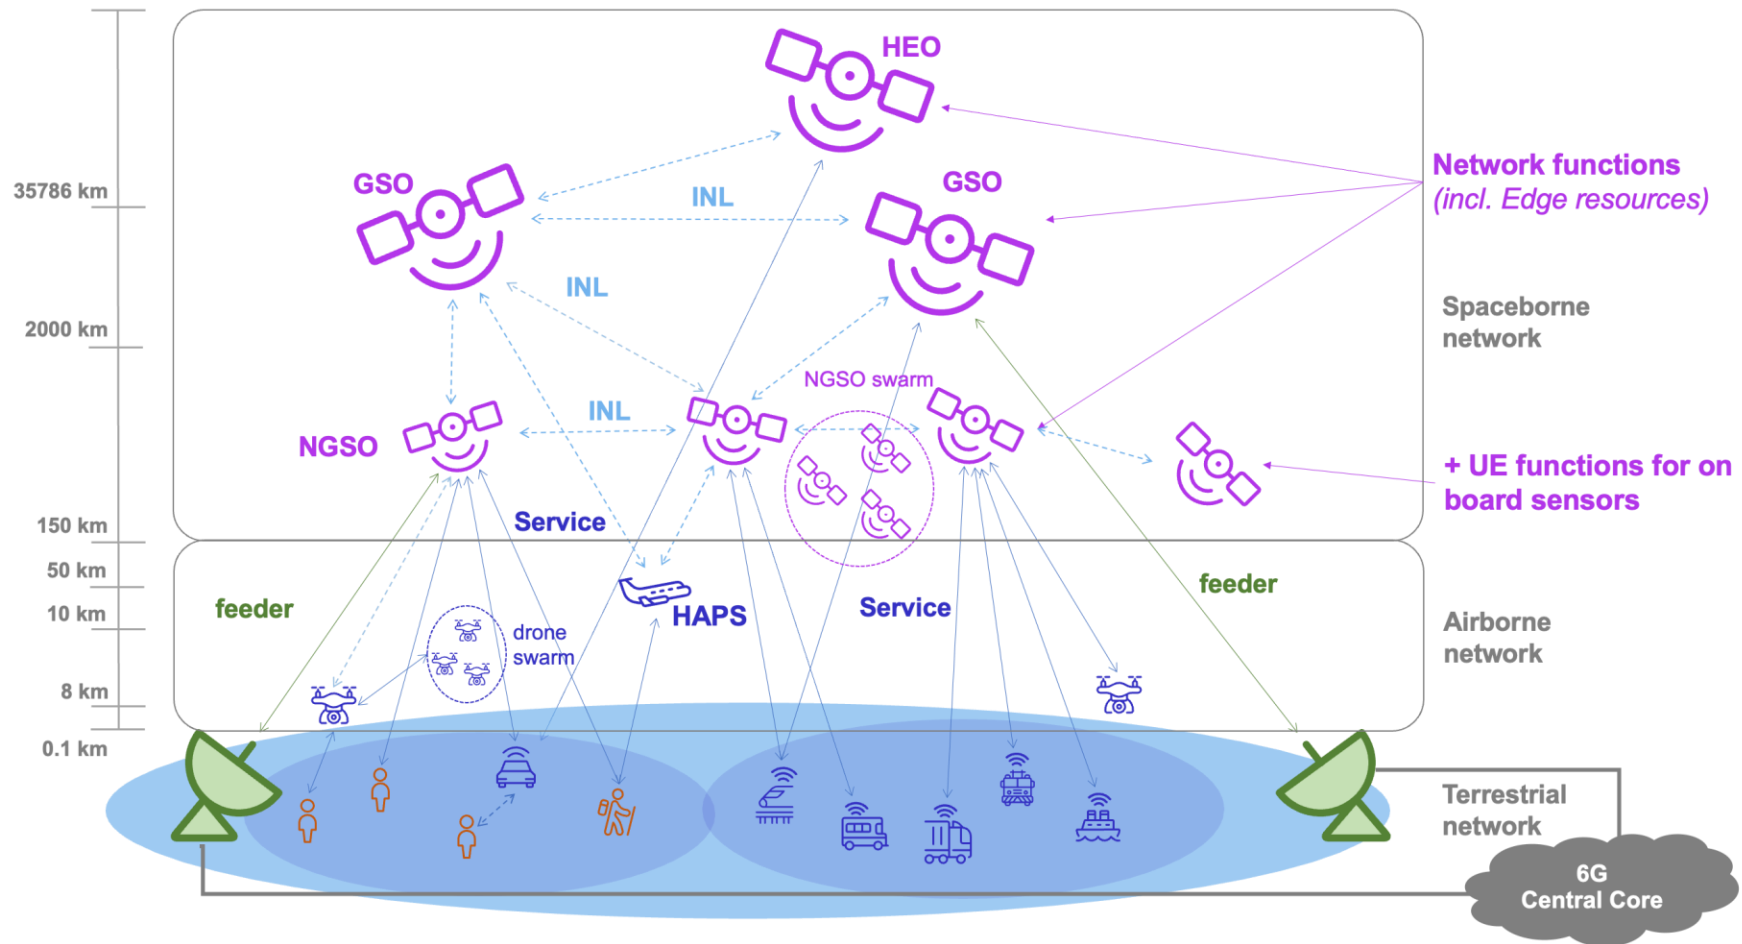 HEO
GSO
GSO
INL
Network functions
(incl. Edge resources)
35786 km
INL
Spaceborne
network
2000 km
NGSO swarm
INL
NGSO
+ UE functions for on
board sensors
Service
150 km
50 km
feeder
10 km
HAPS
Service
feeder
drone
swarm
Airborne
network
8 km
0.1 km
Terrestrial
network
6G
Central Core